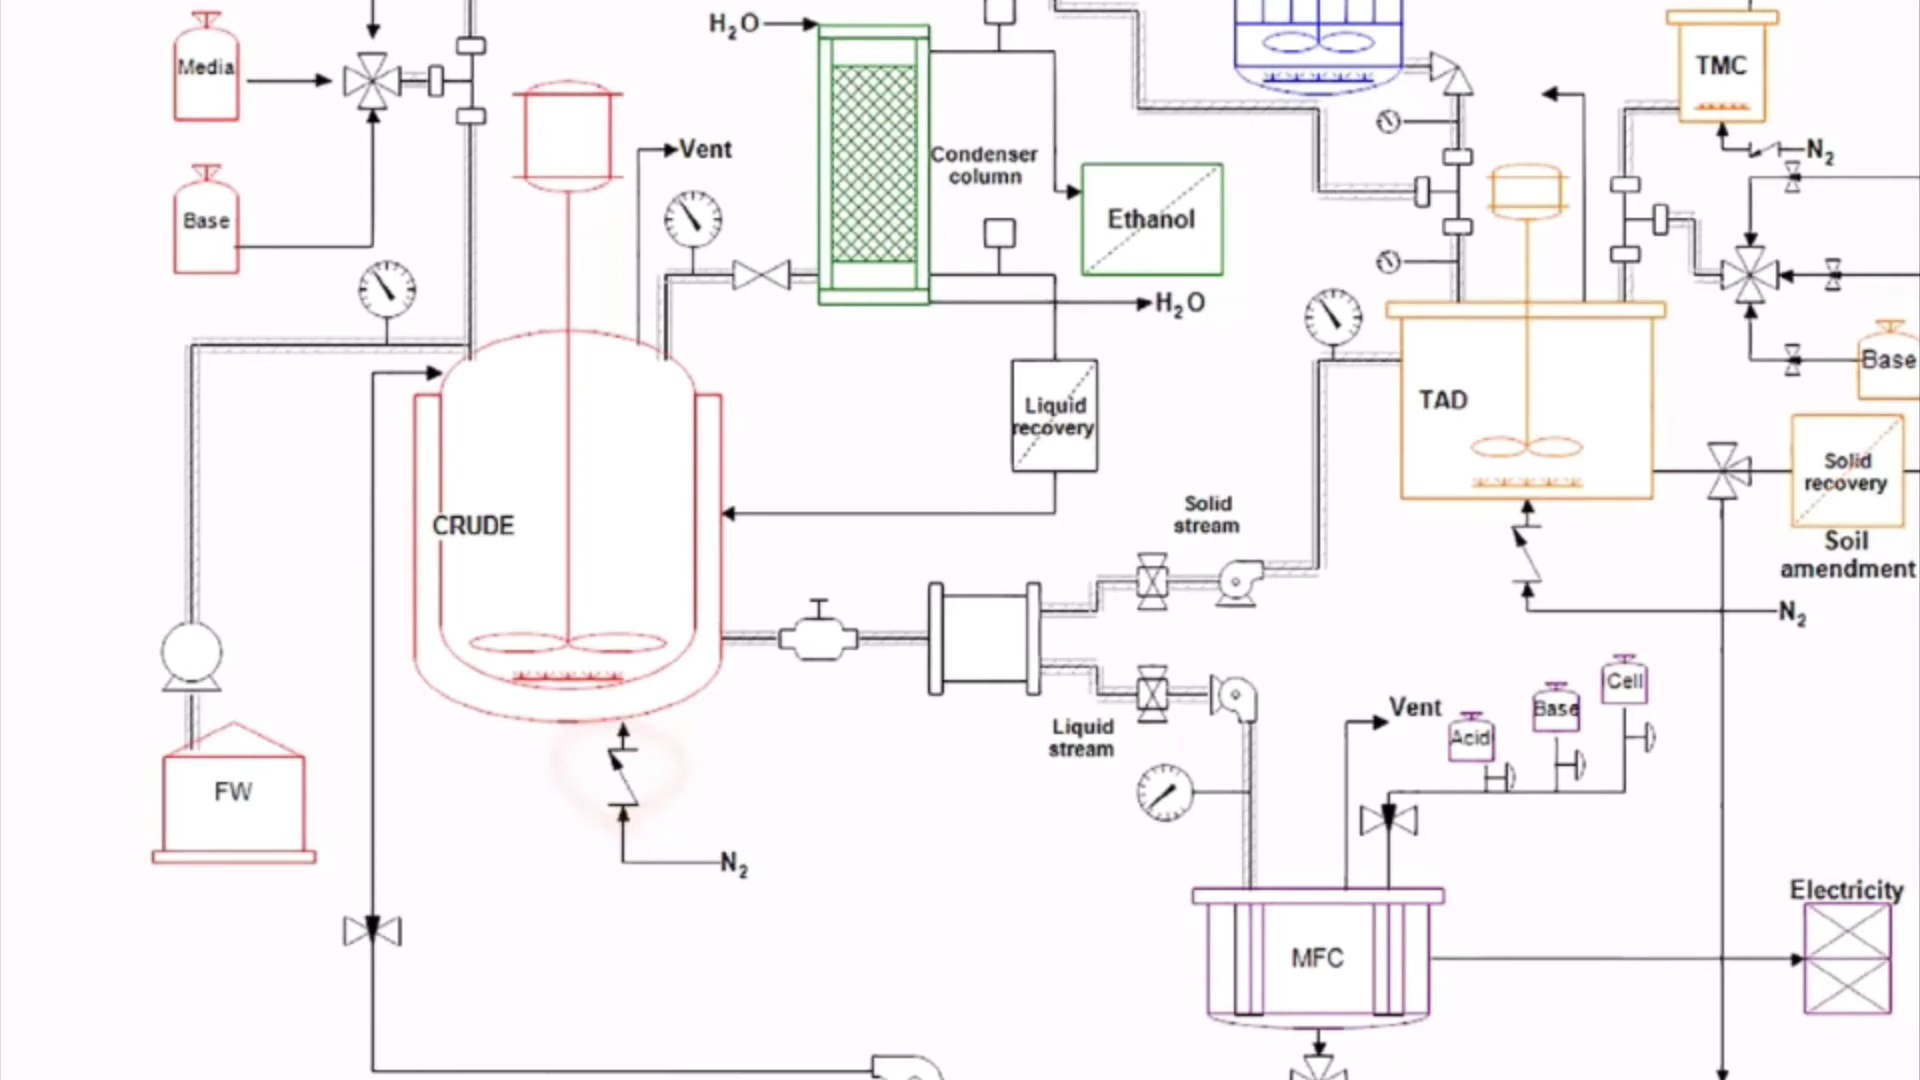 H₂O
Media
TMC
Vent
N₂
Condenser
column
Base
Ethanol
H₂O
Base
TAD
Liquid
recovery
Solid
recovery
CRUDE
Solid
stream
Soil
amendment
N₂
Cell
Vent
Base
Acid
Liquid
stream
FW
N₂
Electricity
MFC